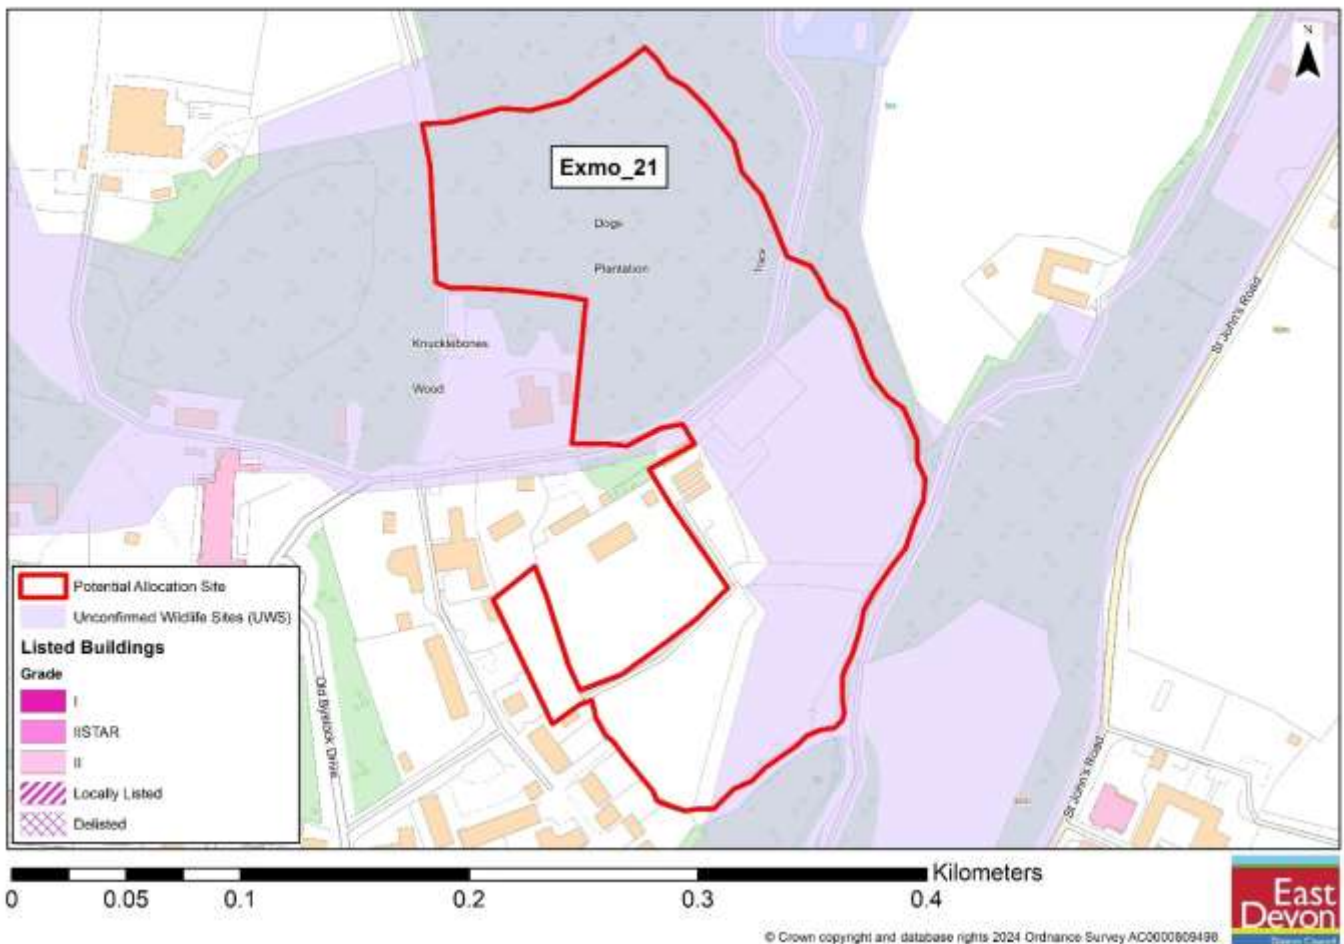 N
Exmo_21
Dogs
Plantation
Track
Knucklebones
Wood
St John's Road
Old Bystock Drive
St John's Road
Potential Allocation Site
Unconfirmed Wildlife Sites (UWS)
Listed Buildings
Grade
I
IISTAR
II
Locally Listed
Delisted
0 0.05 0.1 0.2 0.3 0.4
Kilometers
East
Devon
© Crown copyright and database rights 2024 Ordnance Survey AC0000809498